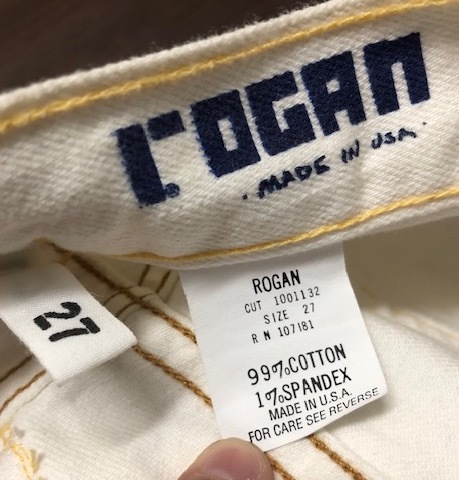 rOGAN
. MADE IN USA .
27
ROGAN
CUT 1001132
SIZE 27
RN 107181
99% COTTON
1% SPANDEX
MADE IN U.S.A.
FOR CARE SEE REVERSE